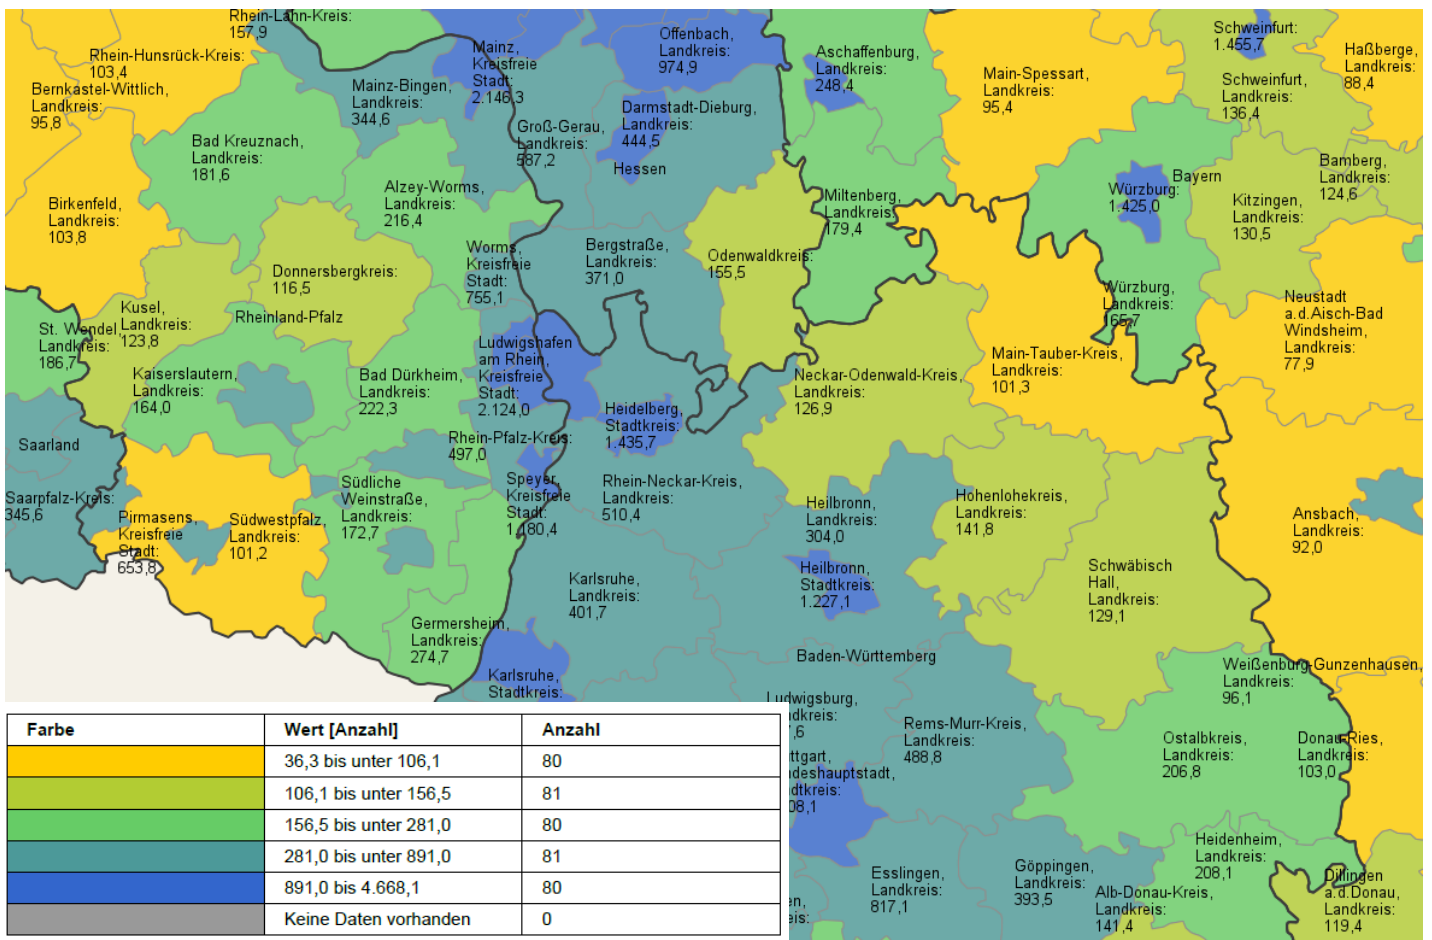 Rhein-Lahn-Kreis:
157,9
Rhein-Hunsrück-Kreis:
103,4
Bernkastel-Wittlich,
Landkreis:
95,8
Mainz,
Kreisfreie
Stadt:
2.146,3
Mainz-Bingen,
Landkreis:
344,6
Offenbach,
Landkreis:
974,9
Aschaffenburg,
Landkreis:
248,4
Main-Spessart,
Landkreis:
95,4
Schweinfurt:
1.455,7
Schweinfurt,
Landkreis:
136,4
Haßberge,
Landkreis:
88,4
Bad Kreuznach,
Landkreis:
181,6
Groß-Gerau,
Landkreis:
587,2
Darmstadt-Dieburg,
Landkreis:
444,5
Hessen
Alzey-Worms,
Landkreis:
216,4
Birkenfeld,
Landkreis:
103,8
Miltenberg,
Landkreis:
179,4
Würzburg:
1.425,0
Bayern
Kitzingen,
Landkreis:
130,5
Bamberg,
Landkreis:
124,6
Worms,
Kreisfreie
Stadt:
755,1
Bergstraße,
Landkreis:
371,0
Odenwaldkreis:
155,5
Donnersbergkreis:
116,5
Rheinland-Pfalz
Kusel,
Landkreis:
123,8
St. Wendel,
Landkreis:
186,7
Würzburg,
Landkreis:
165,7
Neustadt
a.d.Aisch-Bad
Windsheim,
Landkreis:
77,9
Ludwigshafen
am Rhein,
Kreisfreie
Stadt:
2.124,0
Main-Tauber-Kreis,
Landkreis:
101,3
Kaiserslautern,
Landkreis:
164,0
Bad Dürkheim,
Landkreis:
222,3
Neckar-Odenwald-Kreis,
Landkreis:
126,9
Heidelberg,
Stadtkreis:
1.435,7
Saarland
Rhein-Pfalz-Kreis:
497,0
Saarpfalz-Kreis:
345,6
Südliche
Weinstraße,
Landkreis:
172,7
Speyer,
Kreisfreie
Stadt:
1.180,4
Rhein-Neckar-Kreis,
Landkreis:
510,4
Heilbronn,
Landkreis:
304,0
Hohenlohekreis,
Landkreis:
141,8
Ansbach,
Landkreis:
92,0
Pirmasens,
Kreisfreie
Stadt:
653,8
Südwestpfalz,
Landkreis:
101,2
Karlsruhe,
Landkreis:
401,7
Heilbronn,
Stadtkreis:
1.227,1
Schwäbisch
Hall,
Landkreis:
129,1
Germersheim,
Landkreis:
274,7
Karlsruhe,
Stadtkreis:
Baden-Württemberg
Weißenburg-Gunzenhausen,
Landkreis:
96,1
Ludwigsburg,
dkreis:
7,6
Rems-Murr-Kreis,
Landkreis:
488,8
Ostalbkreis,
Landkreis:
206,8
Donau-Ries,
Landkreis:
103,0
ttgart,
deshauptstadt,
dtkreis:
08,1
Heidenheim,
Landkreis:
208,1
Esslingen,
Landkreis:
817,1
Göppingen,
Landkreis:
393,5
Alb-Donau-Kreis,
Landkreis:
141,4
Dillingen
a.d.Donau,
Landkreis:
119,4
en,
eis:
Farbe Wert [Anzahl] Anzahl
36,3 bis unter 106,1 80
106,1 bis unter 156,5 81
156,5 bis unter 281,0 80
281,0 bis unter 891,0 81
891,0 bis 4.668,1 80
Keine Daten vorhanden 0